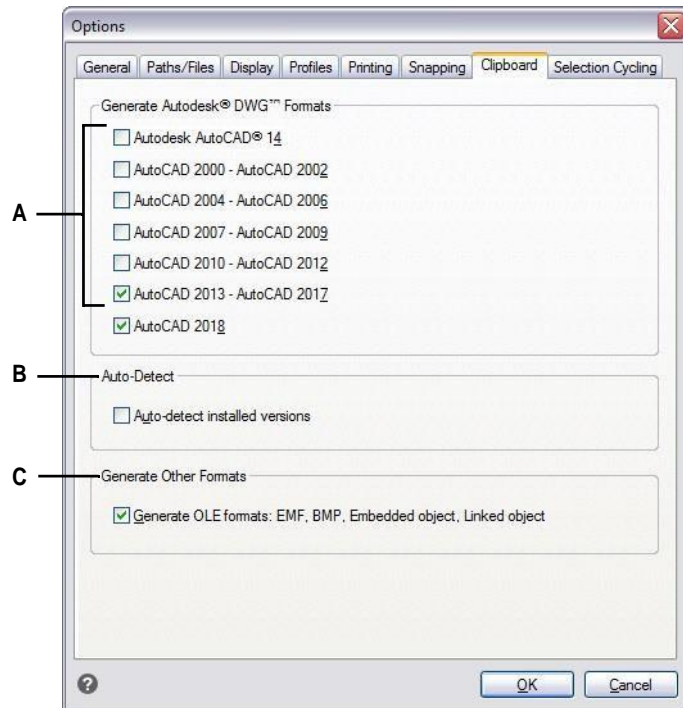 Options
General Paths/Files Display Profiles Printing Snapping Clipboard Selection Cycling
Generate Autodesk® DWG™ Formats
A
Autodesk AutoCAD® 14
AutoCAD 2000 - AutoCAD 2002
AutoCAD 2004 - AutoCAD 2006
AutoCAD 2007 - AutoCAD 2009
AutoCAD 2010 - AutoCAD 2012
AutoCAD 2013 - AutoCAD 2017
AutoCAD 2018
B
Auto-Detect
Auto-detect installed versions
C
Generate Other Formats
Generate OLE formats: EMF, BMP, Embedded object, Linked object
?
OK Cancel